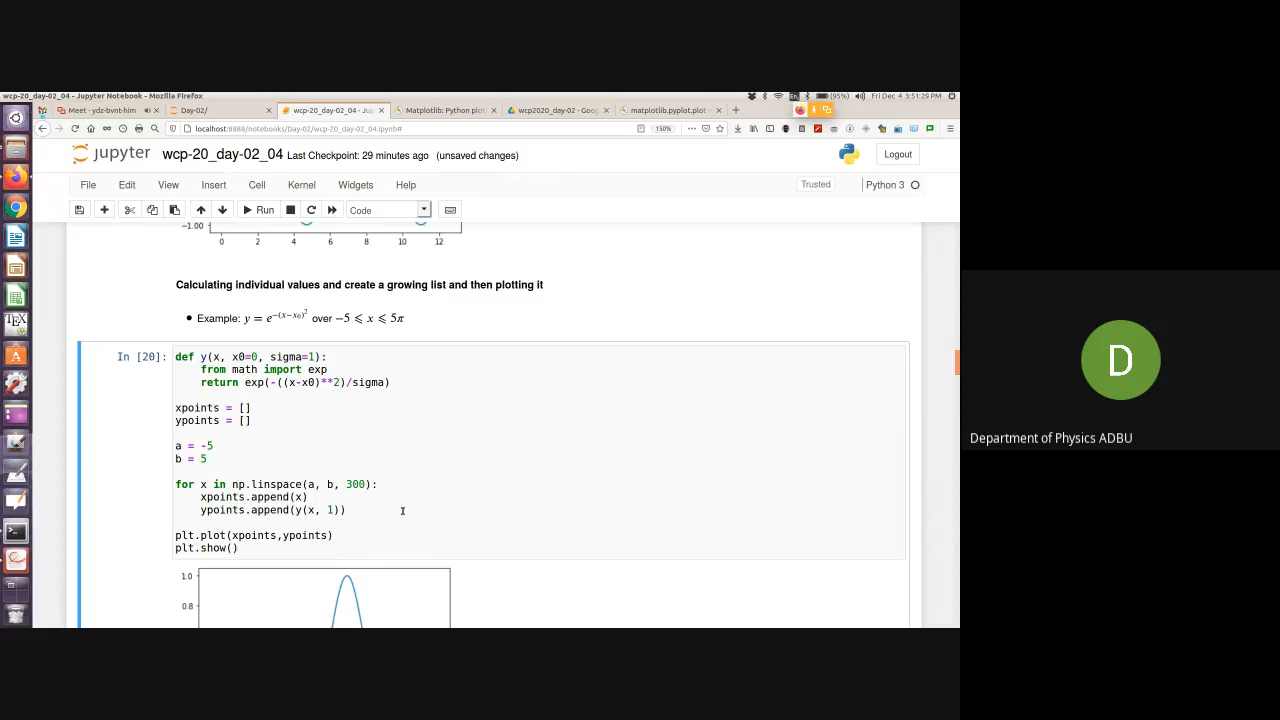 wcp-20_day-02_04 - Jupyter Notebook - Mozilla Firefox
(95%) Fri Dec 4 3:51:29 PM
Meet - ydz-bvnt-him
Day-02/
wcp-20_day-02_04 - Jup
Matplotlib: Python plot
wcp2020_day-02 - Goog
matplotlib.pyplot.plot -
localhost:8888/notebooks/Day-02/wcp-20_day-02_04.ipynb#
150%
jupyter wcp-20_day-02_04 Last Checkpoint: 29 minutes ago (unsaved changes)
Logout
File Edit View Insert Cell Kernel Widgets Help
Trusted
Python 3
Run
Code
−1.00
0 2 4 6 8 10 12
Calculating individual values and create a growing list and then plotting it
• Example: y = e^{−(x−x₀)²} over −5 ⩽ x ⩽ 5π
In [20]: def y(x, x0=0, sigma=1):
from math import exp
return exp(-((x-x0)**2)/sigma)
xpoints = []
ypoints = []
a = -5
b = 5
for x in np.linspace(a, b, 300):
xpoints.append(x)
ypoints.append(y(x, 1))
plt.plot(xpoints,ypoints)
plt.show()
1.0
0.8
D
Department of Physics ADBU